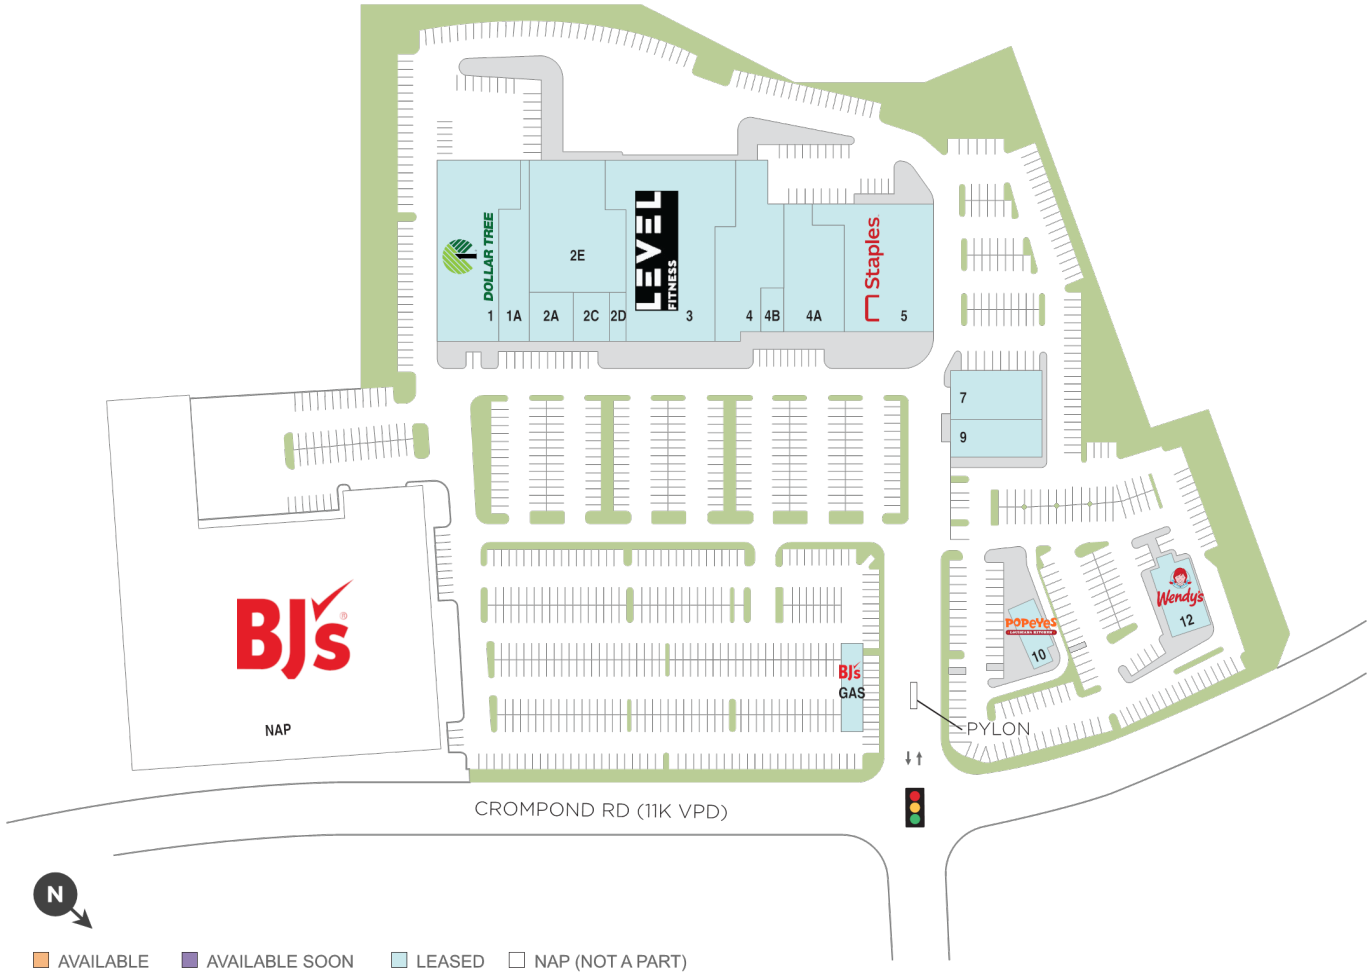 DOLLAR TREE
1
1A
2E
2A
2C
2D
LEVEL
FITNESS
3
4
4B
4A
Staples
5
7
9
BJ's
NAP
BJ's
GAS
POPEYES
LOUISIANA KITCHEN
10
Wendy's
12
PYLON
CROMPOND RD (11K VPD)
N
AVAILABLE
AVAILABLE SOON
LEASED
NAP (NOT A PART)